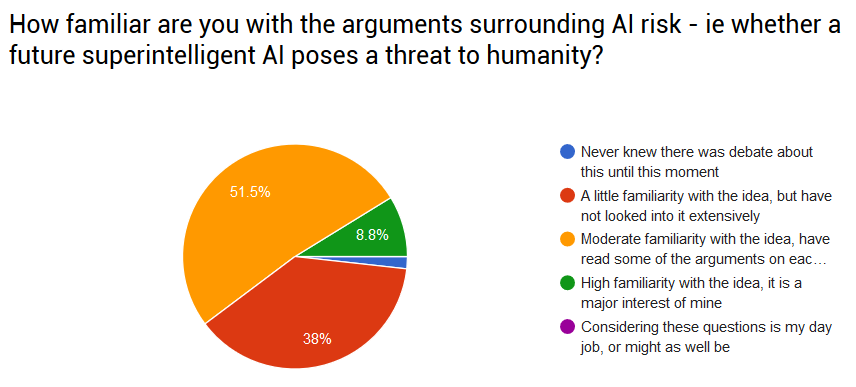 How familiar are you with the arguments surrounding AI risk - ie whether a
future superintelligent AI poses a threat to humanity?
51.5%
8.8%
38%
Never knew there was debate about
this until this moment
A little familiarity with the idea, but have
not looked into it extensively
Moderate familiarity with the idea, have
read some of the arguments on eac…
High familiarity with the idea, it is a
major interest of mine
Considering these questions is my day
job, or might as well be